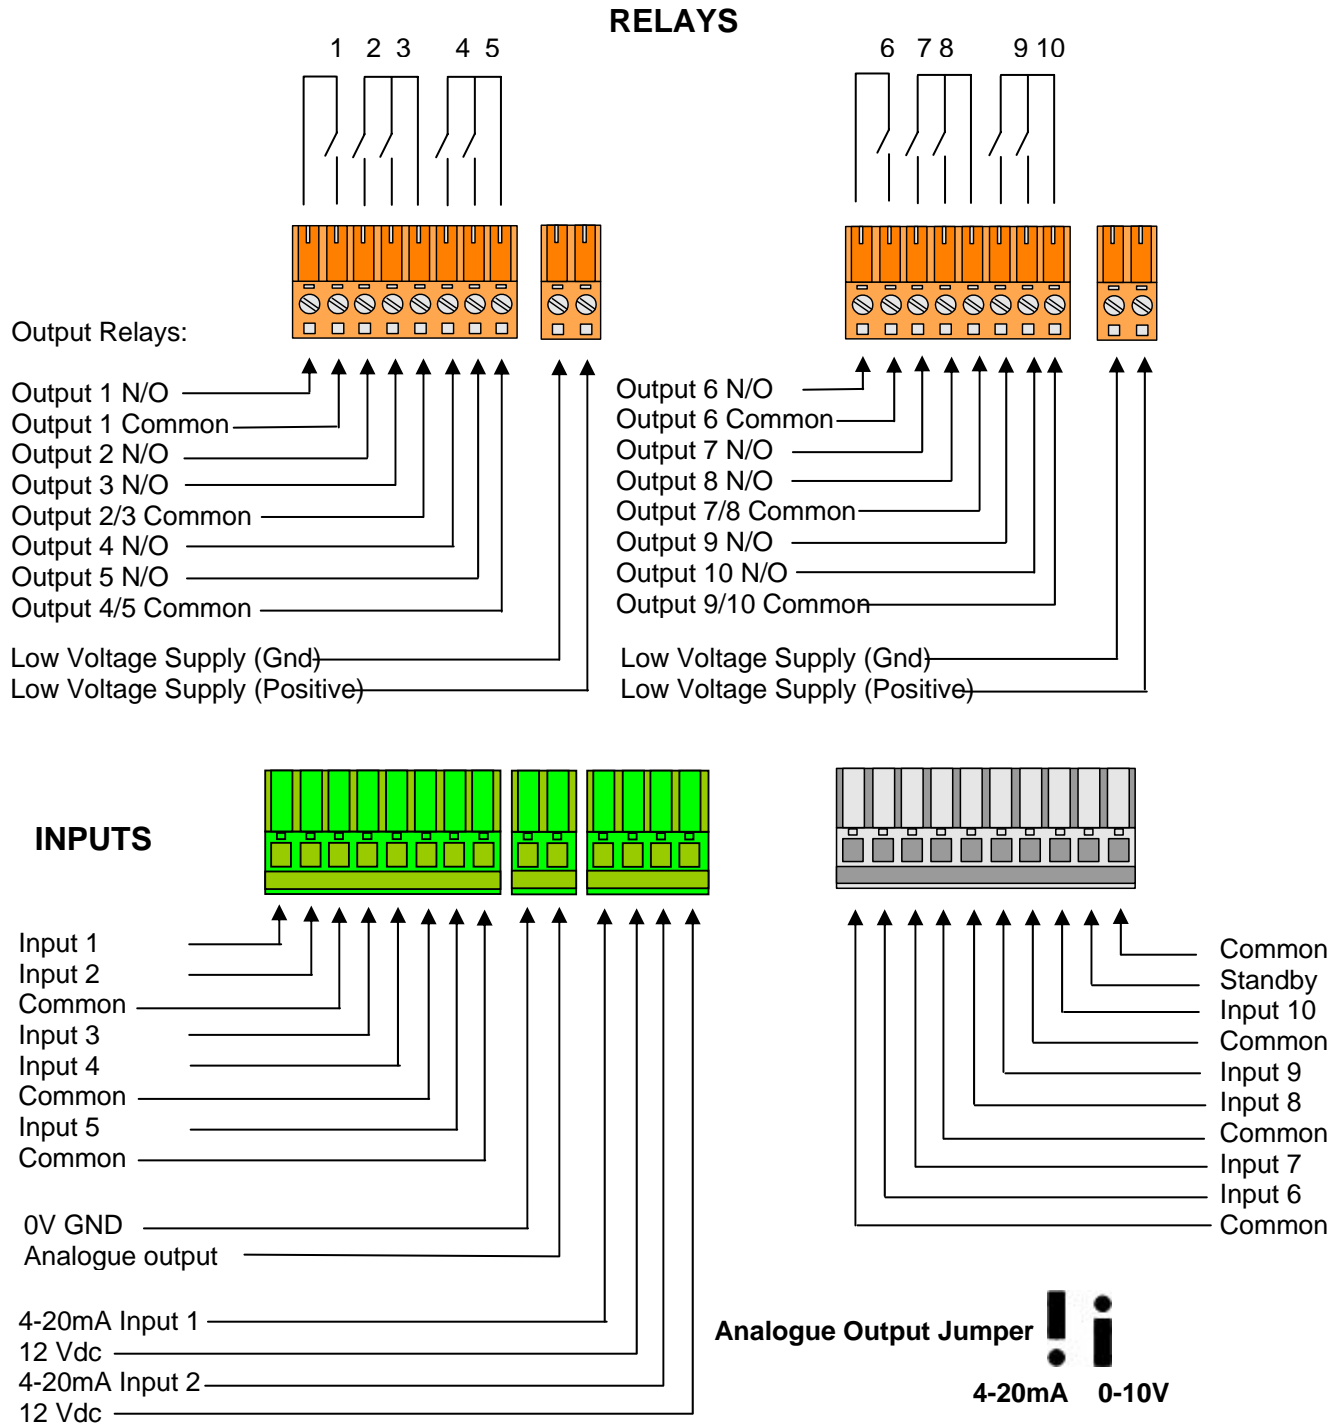 RELAYS
1 2 3 4 5
6 7 8 9 10
Output Relays:
Output 1 N/O
Output 1 Common
Output 2 N/O
Output 3 N/O
Output 2/3 Common
Output 4 N/O
Output 5 N/O
Output 4/5 Common
Low Voltage Supply (Gnd)
Low Voltage Supply (Positive)
Output 6 N/O
Output 6 Common
Output 7 N/O
Output 8 N/O
Output 7/8 Common
Output 9 N/O
Output 10 N/O
Output 9/10 Common
Low Voltage Supply (Gnd)
Low Voltage Supply (Positive)
INPUTS
Input 1
Input 2
Common
Input 3
Input 4
Common
Input 5
Common
0V GND
Analogue output
4-20mA Input 1
12 Vdc
4-20mA Input 2
12 Vdc
Common
Standby
Input 10
Common
Input 9
Input 8
Common
Input 7
Input 6
Common
Analogue Output Jumper
4-20mA 0-10V